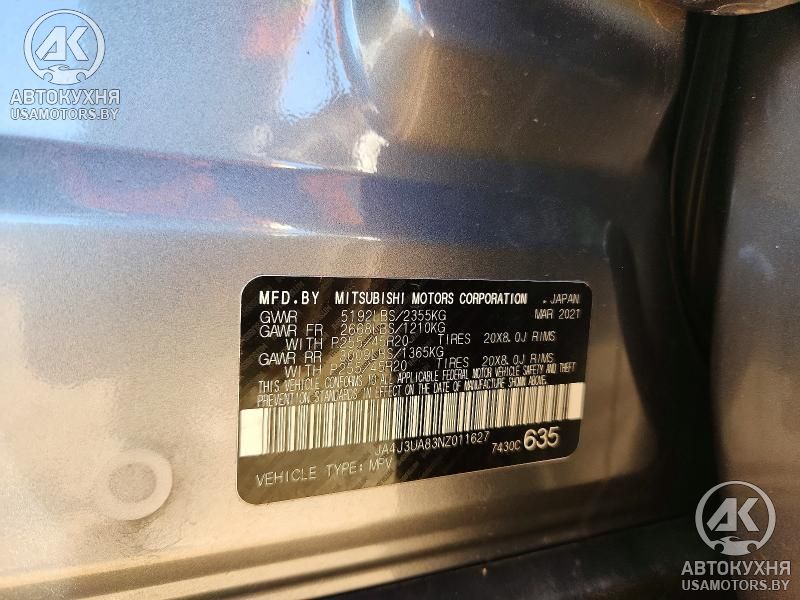 AK
АВТОКУХНЯ
USAMOTORS.BY
MFD.BY MITSUBISHI MOTORS CORPORATION . JAPAN
GVWR 5192LBS/2355KG MAR 2021
GAWR FR. 2668LBS/1210KG
WITH P255/45R20 TIRES 20X8.0J RIMS
GAWR RR 3009LBS/1365KG
WITH P255/45R20 TIRES 20X8.0J RIMS
THIS VEHICLE CONFORMS TO ALL APPLICABLE FEDERAL MOTOR VEHICLE SAFETY AND THEFT
PREVENTION STANDARDS IN EFFECT ON THE DATE OF MANUFACTURE SHOWN ABOVE.
JA4J3UA83NZ011627 7430C 635
VEHICLE TYPE: MPV
AK
АВТОКУХНЯ
USAMOTORS.BY